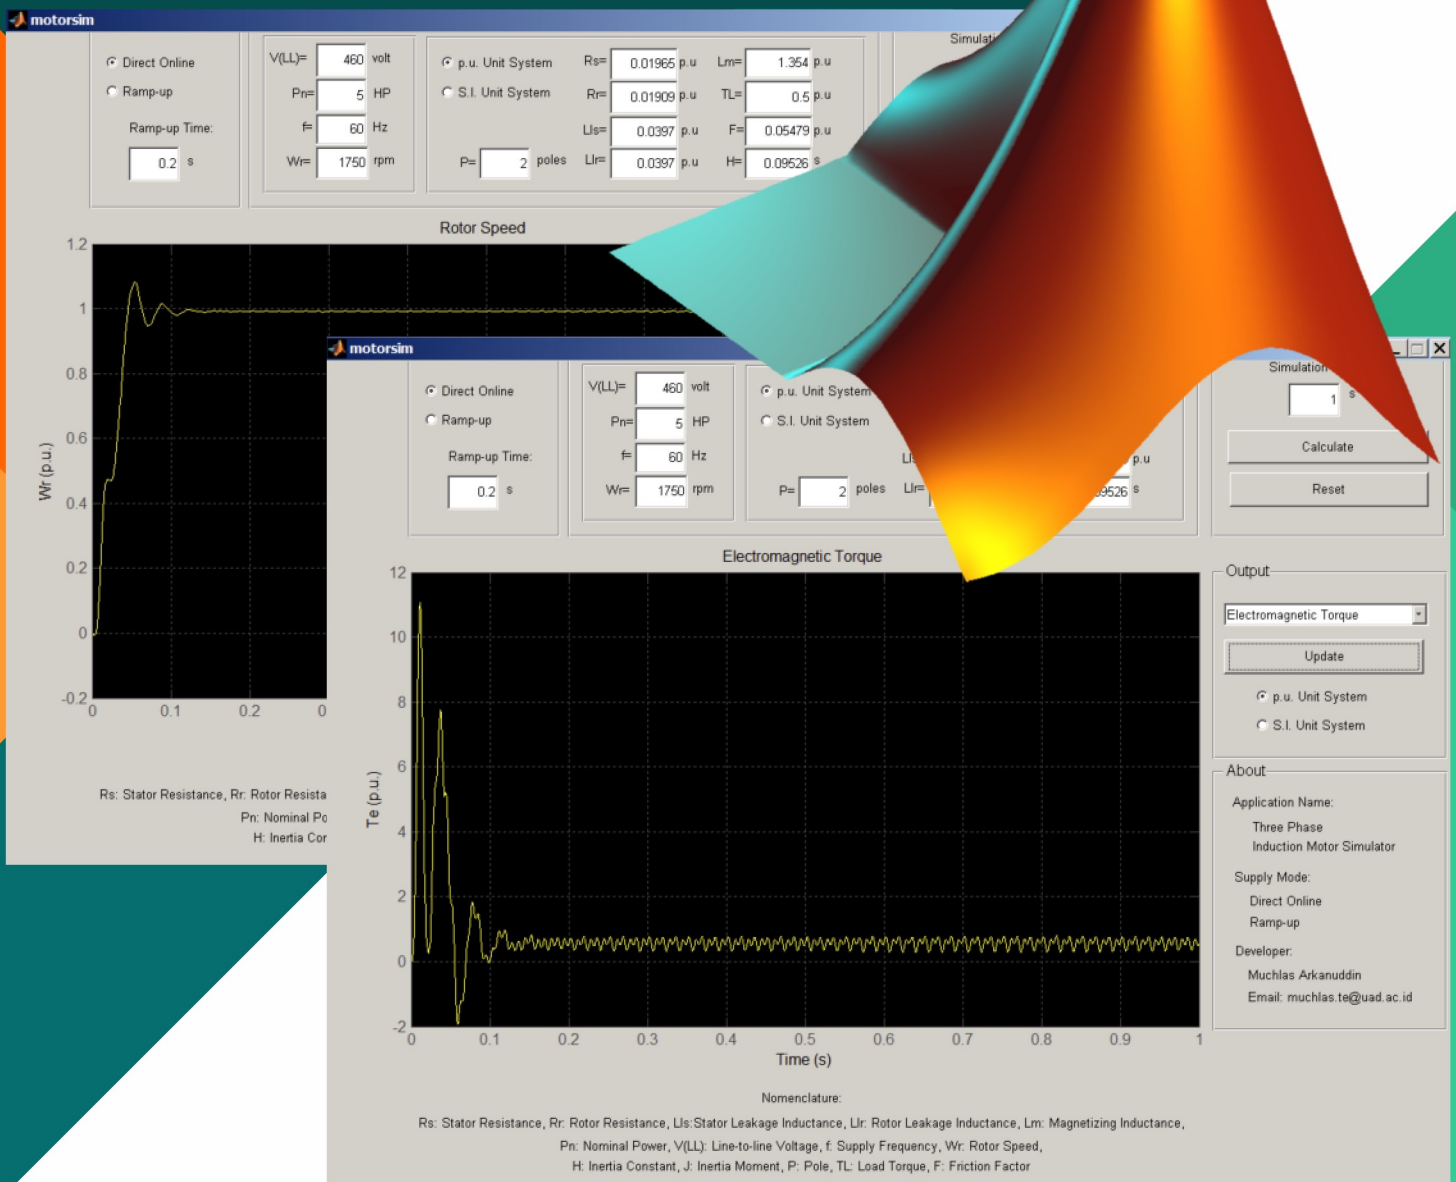 motorsim
Direct Online
Ramp-up
Ramp-up Time:
0.2 s
V(LL)= 460 volt
Pn= 5 HP
f= 60 Hz
Wr= 1750 rpm
p.u. Unit System
S.I. Unit System
P= 2 poles
Rs= 0.01965 p.u
Rr= 0.01909 p.u
Lls= 0.0397 p.u
Llr= 0.0397 p.u
Lm= 1.354 p.u
TL= 0.5 p.u
F= 0.05479 p.u
H= 0.09526 s
Rotor Speed
1.2
1
0.8
0.6
0.4
0.2
0
-0.2
Wr (p.u.)
0 0.1 0.2
Rs: Stator Resistance, Rr: Rotor Resista
Pn: Nominal Po
H: Inertia Cor
motorsim
Direct Online
Ramp-up
Ramp-up Time:
0.2 s
V(LL)= 460 volt
Pn= 5 HP
f= 60 Hz
Wr= 1750 rpm
p.u. Unit System
S.I. Unit System
P= 2 poles
Llr=
p.u
9526 s
Simulation
1 s
Calculate
Reset
Electromagnetic Torque
12
10
8
6
4
2
0
-2
Te (p.u.)
0 0.1 0.2 0.3 0.4 0.5 0.6 0.7 0.8 0.9 1
Time (s)
Output
Electromagnetic Torque
Update
p.u. Unit System
S.I. Unit System
About
Application Name:
Three Phase
Induction Motor Simulator
Supply Mode:
Direct Online
Ramp-up
Developer:
Muchlas Arkanuddin
Email: muchlas.te@uad.ac.id
Nomenclature:
Rs: Stator Resistance, Rr: Rotor Resistance, Lls:Stator Leakage Inductance, Llr: Rotor Leakage Inductance, Lm: Magnetizing Inductance,
Pn: Nominal Power, V(LL): Line-to-line Voltage, f: Supply Frequency, Wr: Rotor Speed,
H: Inertia Constant, J: Inertia Moment, P: Pole, TL: Load Torque, F: Friction Factor